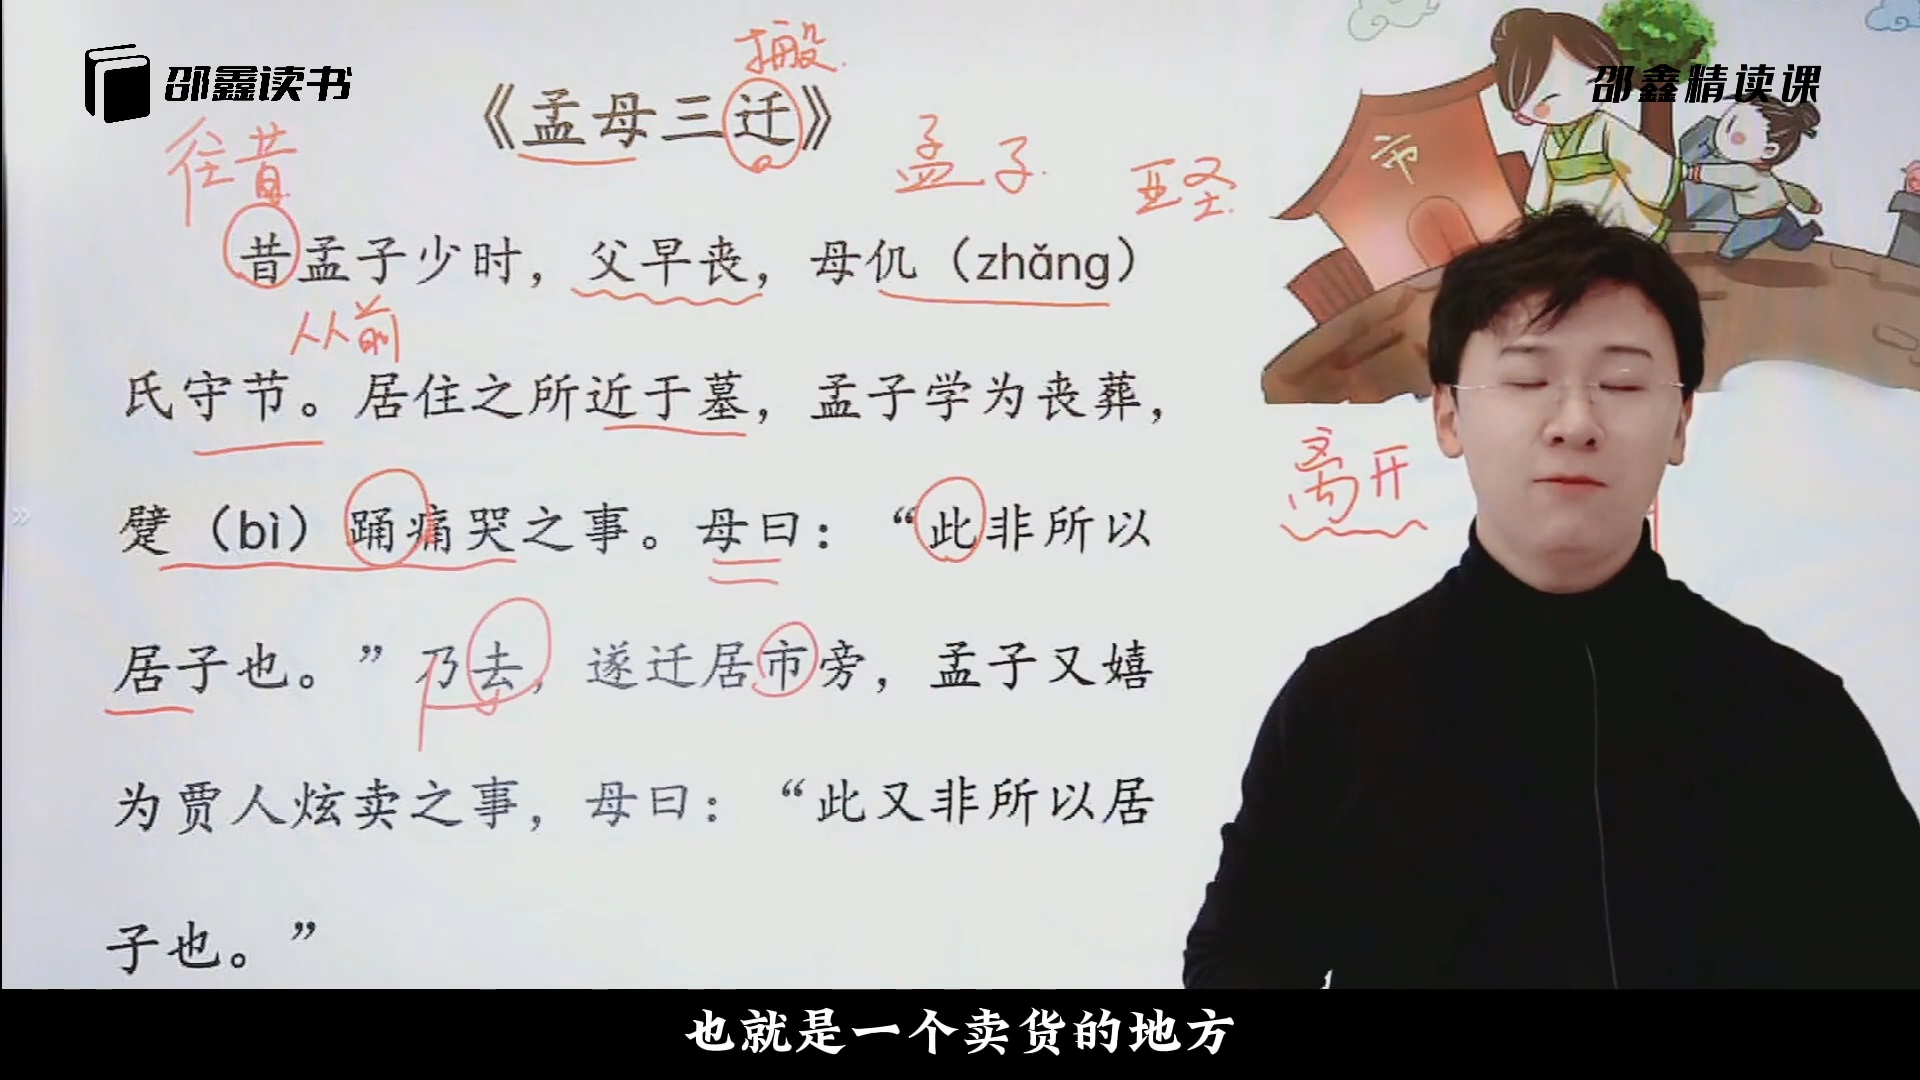 邵鑫读书
邵鑫精读课
搬
《孟母三迁》
市
往昔
孟子
亚圣
昔孟子少时，父早丧，母仉（zhǎng）
从前
氏守节。居住之所近于墓，孟子学为丧葬，
离开
躄（bì）踊痛哭之事。母曰：“此非所以
居子也。”乃去，遂迁居市旁，孟子又嬉
为贾人炫卖之事，母曰：“此又非所以居
子也。”
也就是一个卖货的地方